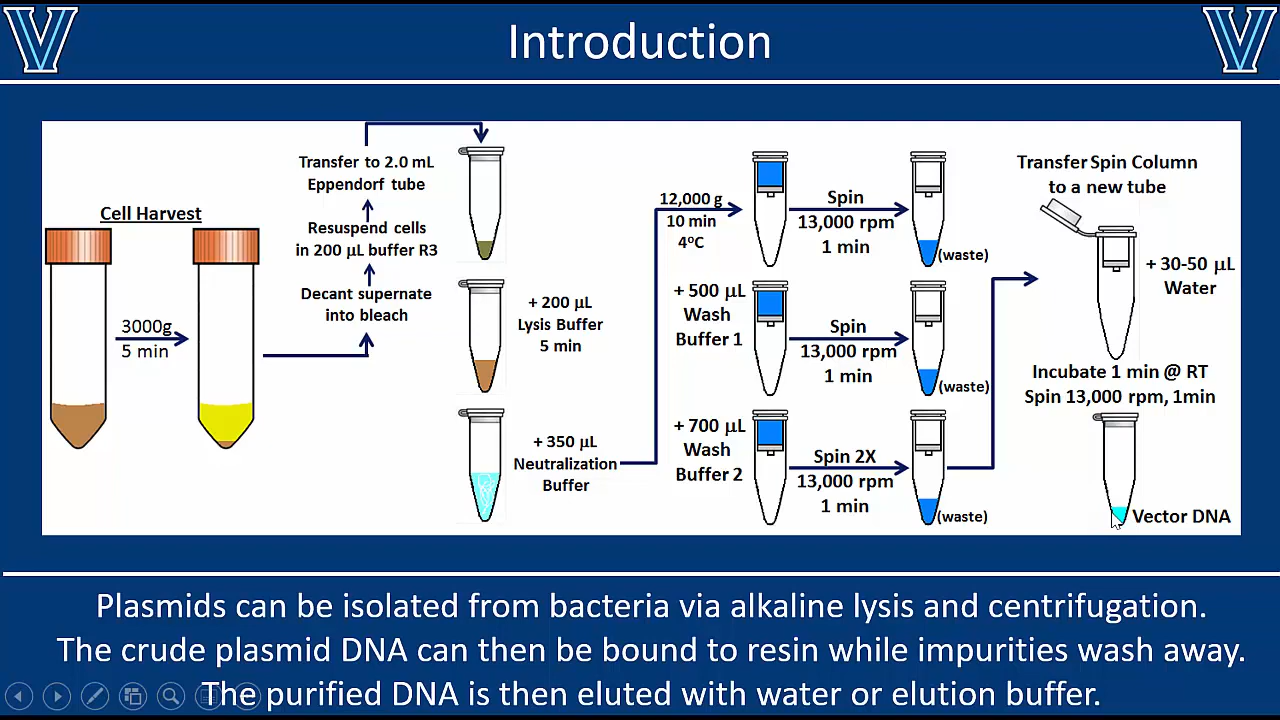 Introduction
Cell Harvest
3000g
5 min
Transfer to 2.0 mL
Eppendorf tube
Resuspend cells
in 200 µL buffer R3
Decant supernate
into bleach
+ 200 µL
Lysis Buffer
5 min
+ 350 µL
Neutralization
Buffer
12,000 g
10 min
4ºC
Spin
13,000 rpm
1 min
(waste)
+ 500 µL
Wash
Buffer 1
Spin
13,000 rpm
1 min
(waste)
+ 700 µL
Wash
Buffer 2
Spin 2X
13,000 rpm
1 min
(waste)
Transfer Spin Column
to a new tube
+ 30-50 µL
Water
Incubate 1 min @ RT
Spin 13,000 rpm, 1min
Vector DNA
Plasmids can be isolated from bacteria via alkaline lysis and centrifugation.
The crude plasmid DNA can then be bound to resin while impurities wash away.
The purified DNA is then eluted with water or elution buffer.